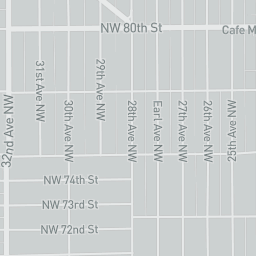 NW 80th St
Cafe M
31st Ave NW
29th Ave NW
32nd Ave NW
30th Ave NW
28th Ave NW
Earl Ave NW
27th Ave NW
26th Ave NW
25th Ave NW
NW 74th St
NW 73rd St
NW 72nd St